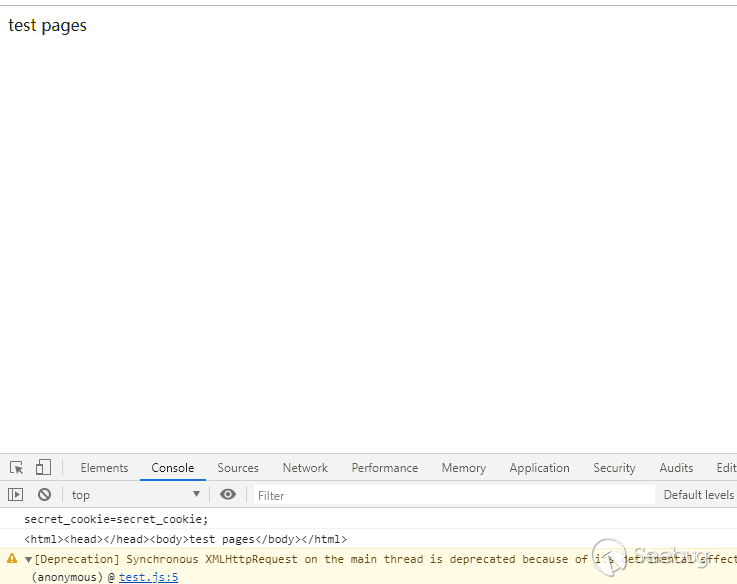 test pages
Elements Console Sources Network Performance Memory Application Security Audits Edit
top ▼ Filter Default levels
secret_cookie=secret_cookie;
<html><head></head><body>test pages</body></html>
▼[Deprecation] Synchronous XMLHttpRequest on the main thread is deprecated because of its detrimental effect
(anonymous) @ test.js:5
Seebug